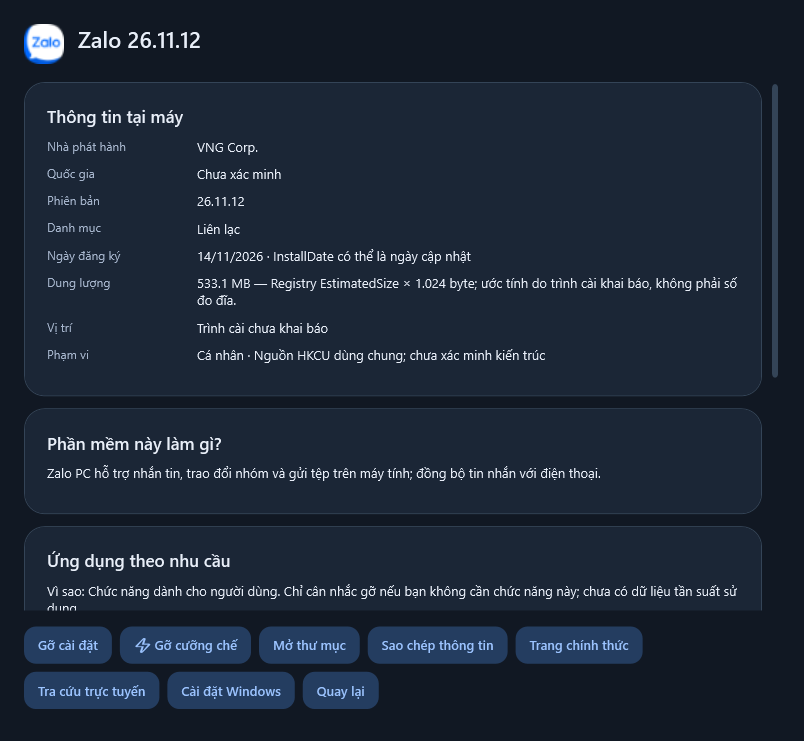 Zalo
Zalo 26.11.12
Thông tin tại máy
Nhà phát hành VNG Corp.
Quốc gia Chưa xác minh
Phiên bản 26.11.12
Danh mục Liên lạc
Ngày đăng ký 14/11/2026 · InstallDate có thể là ngày cập nhật
Dung lượng 533.1 MB — Registry EstimatedSize × 1.024 byte; ước tính do trình cài khai báo, không phải số
đo đĩa.
Vị trí Trình cài chưa khai báo
Phạm vi Cá nhân · Nguồn HKCU dùng chung; chưa xác minh kiến trúc
Phần mềm này làm gì?
Zalo PC hỗ trợ nhắn tin, trao đổi nhóm và gửi tệp trên máy tính; đồng bộ tin nhắn với điện thoại.
Ứng dụng theo nhu cầu
Vì sao: Chức năng dành cho người dùng. Chỉ cân nhắc gỡ nếu bạn không cần chức năng này; chưa có dữ liệu tần suất sử
dụng
Gỡ cài đặt Gỡ cưỡng chế Mở thư mục Sao chép thông tin Trang chính thức
Tra cứu trực tuyến Cài đặt Windows Quay lại